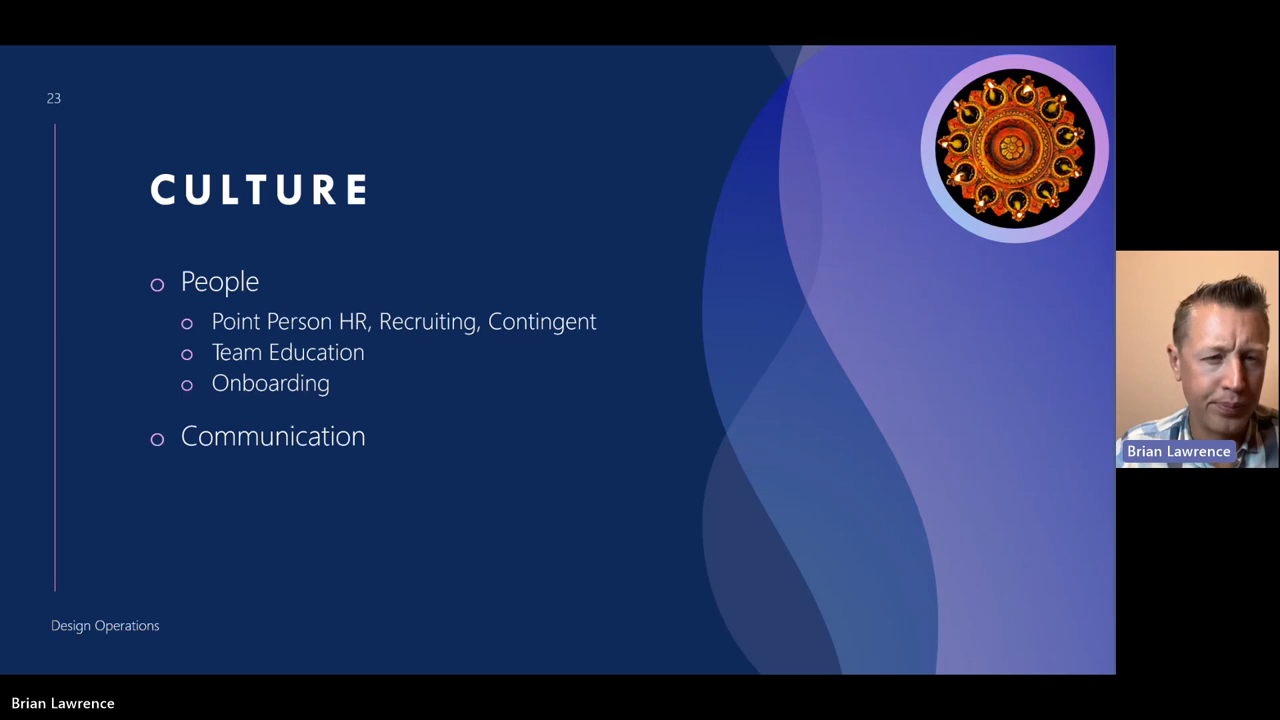 23
CULTURE
People
Point Person HR, Recruiting, Contingent
Team Education
Onboarding
Communication
Design Operations
Brian Lawrence
Brian Lawrence